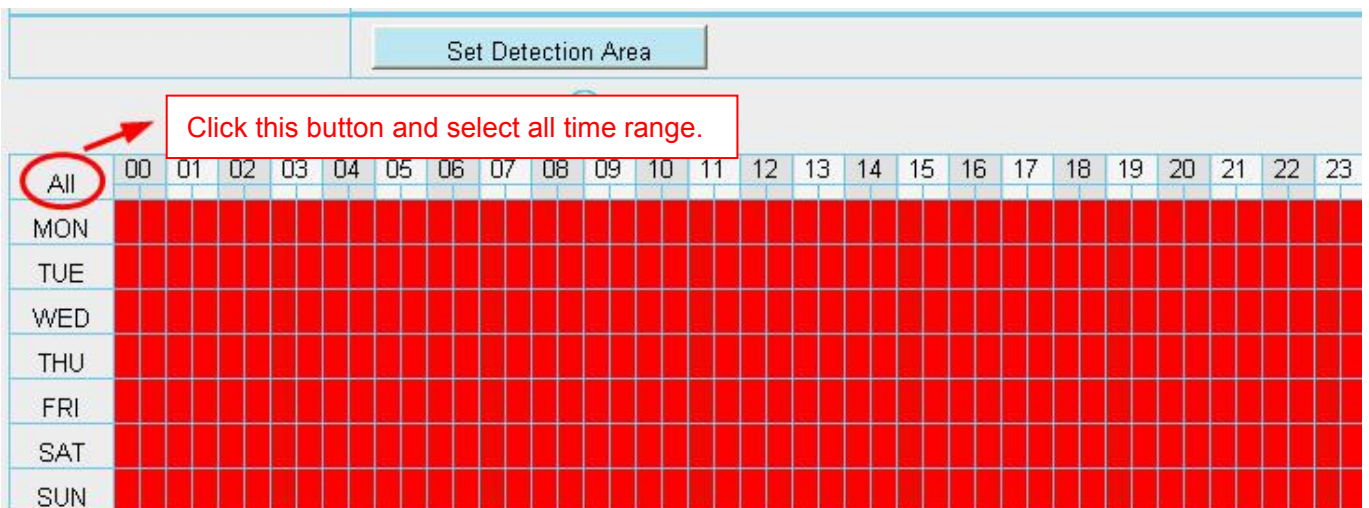 Set Detection Area
Click this button and select all time range.
All 00 01 02 03 04 05 06 07 08 09 10 11 12 13 14 15 16 17 18 19 20 21 22 23
MON
TUE
WED
THU
FRI
SAT
SUN